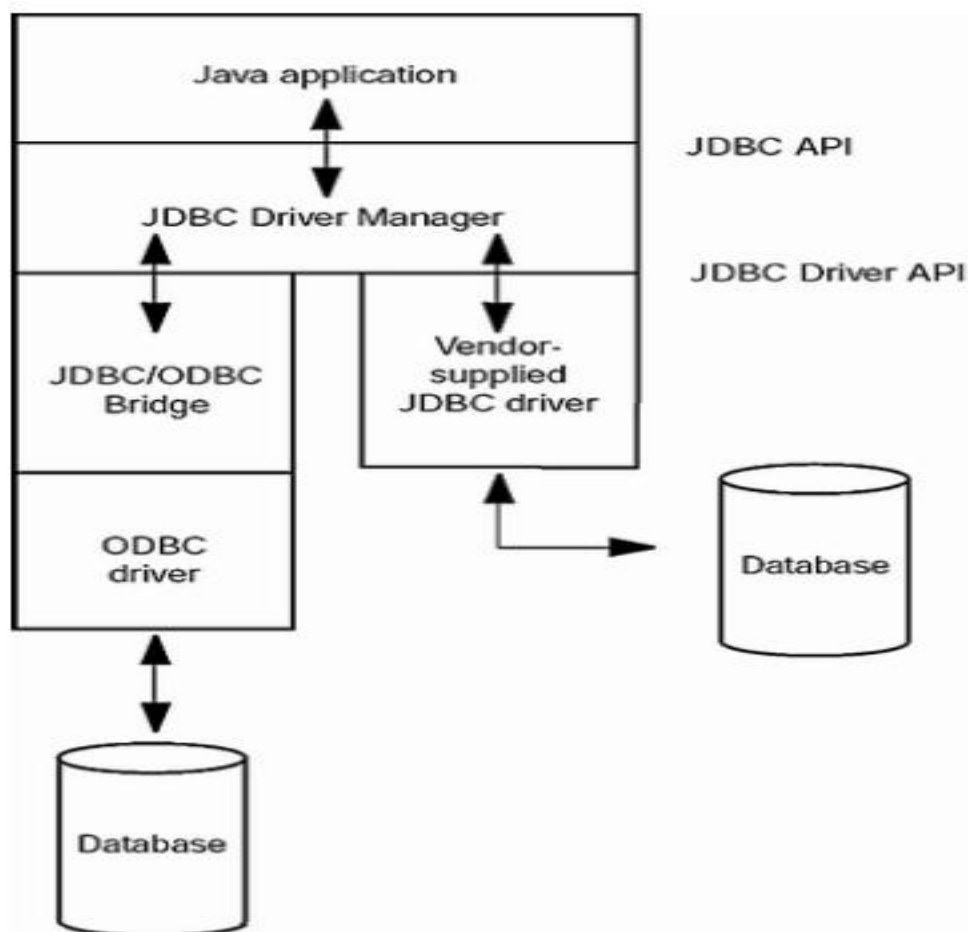 Java application
JDBC API
JDBC Driver Manager
JDBC Driver API
JDBC/ODBC
Bridge
Vendor-
supplied
JDBC driver
ODBC
driver
Database
Database